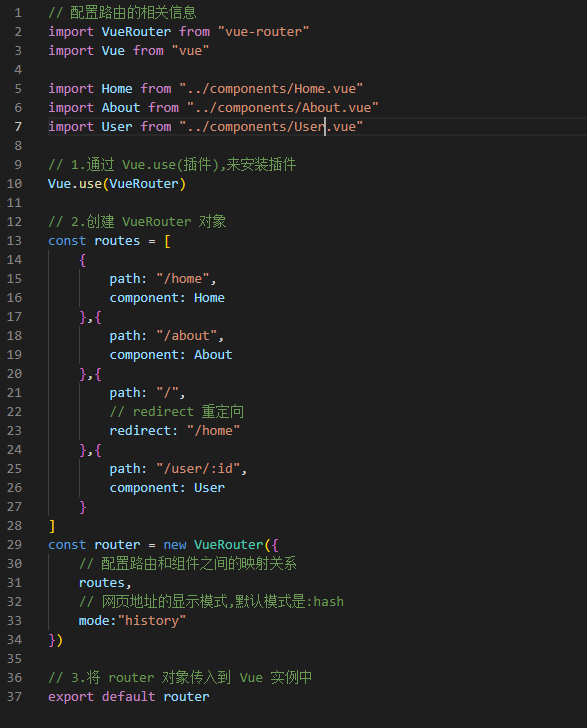 1 // 配置路由的相关信息
2 import VueRouter from "vue-router"
3 import Vue from "vue"
4
5 import Home from "../components/Home.vue"
6 import About from "../components/About.vue"
7 import User from "../components/User.vue"
8
9 // 1.通过 Vue.use(插件),来安装插件
10 Vue.use(VueRouter)
11
12 // 2.创建 VueRouter 对象
13 const routes = [
14     {
15         path: "/home",
16         component: Home
17     },{
18         path: "/about",
19         component: About
20     },{
21         path: "/",
22         // redirect 重定向
23         redirect: "/home"
24     },{
25         path: "/user/:id",
26         component: User
27     }
28 ]
29 const router = new VueRouter({
30     // 配置路由和组件之间的映射关系
31     routes,
32     // 网页地址的显示模式,默认模式是:hash
33     mode:"history"
34 })
35
36 // 3.将 router 对象传入到 Vue 实例中
37 export default router